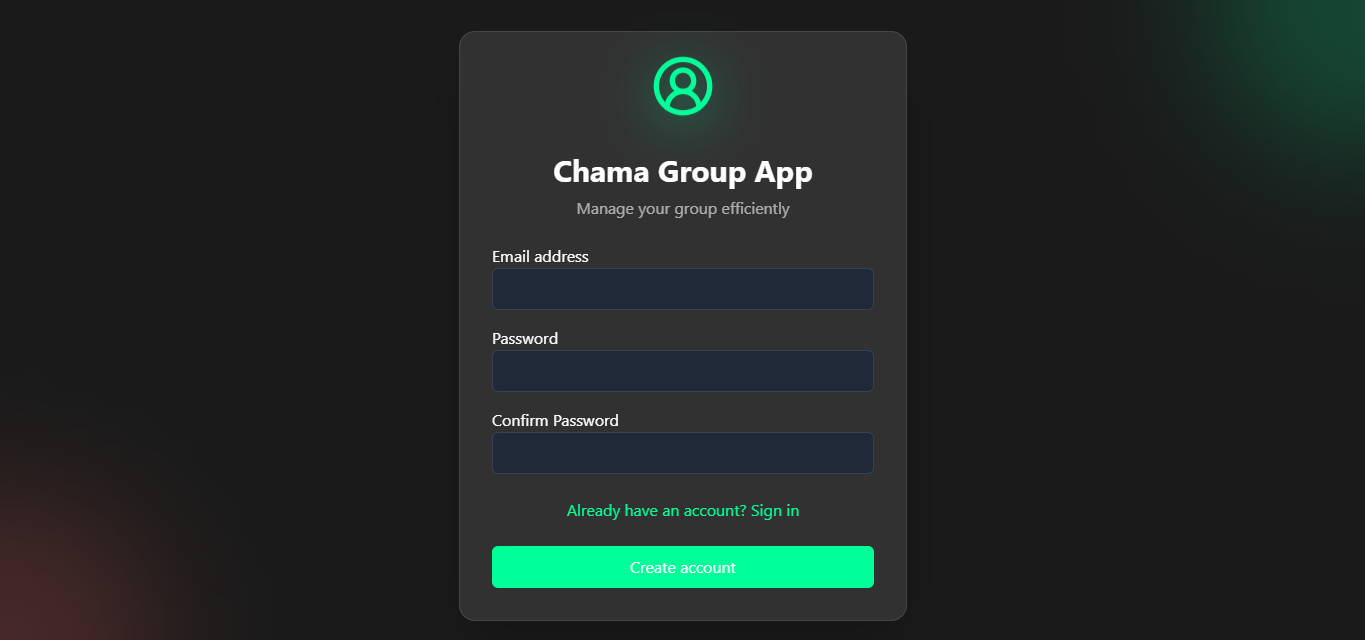 Chama Group App
Manage your group efficiently
Email address
Password
Confirm Password
Already have an account? Sign in
Create account